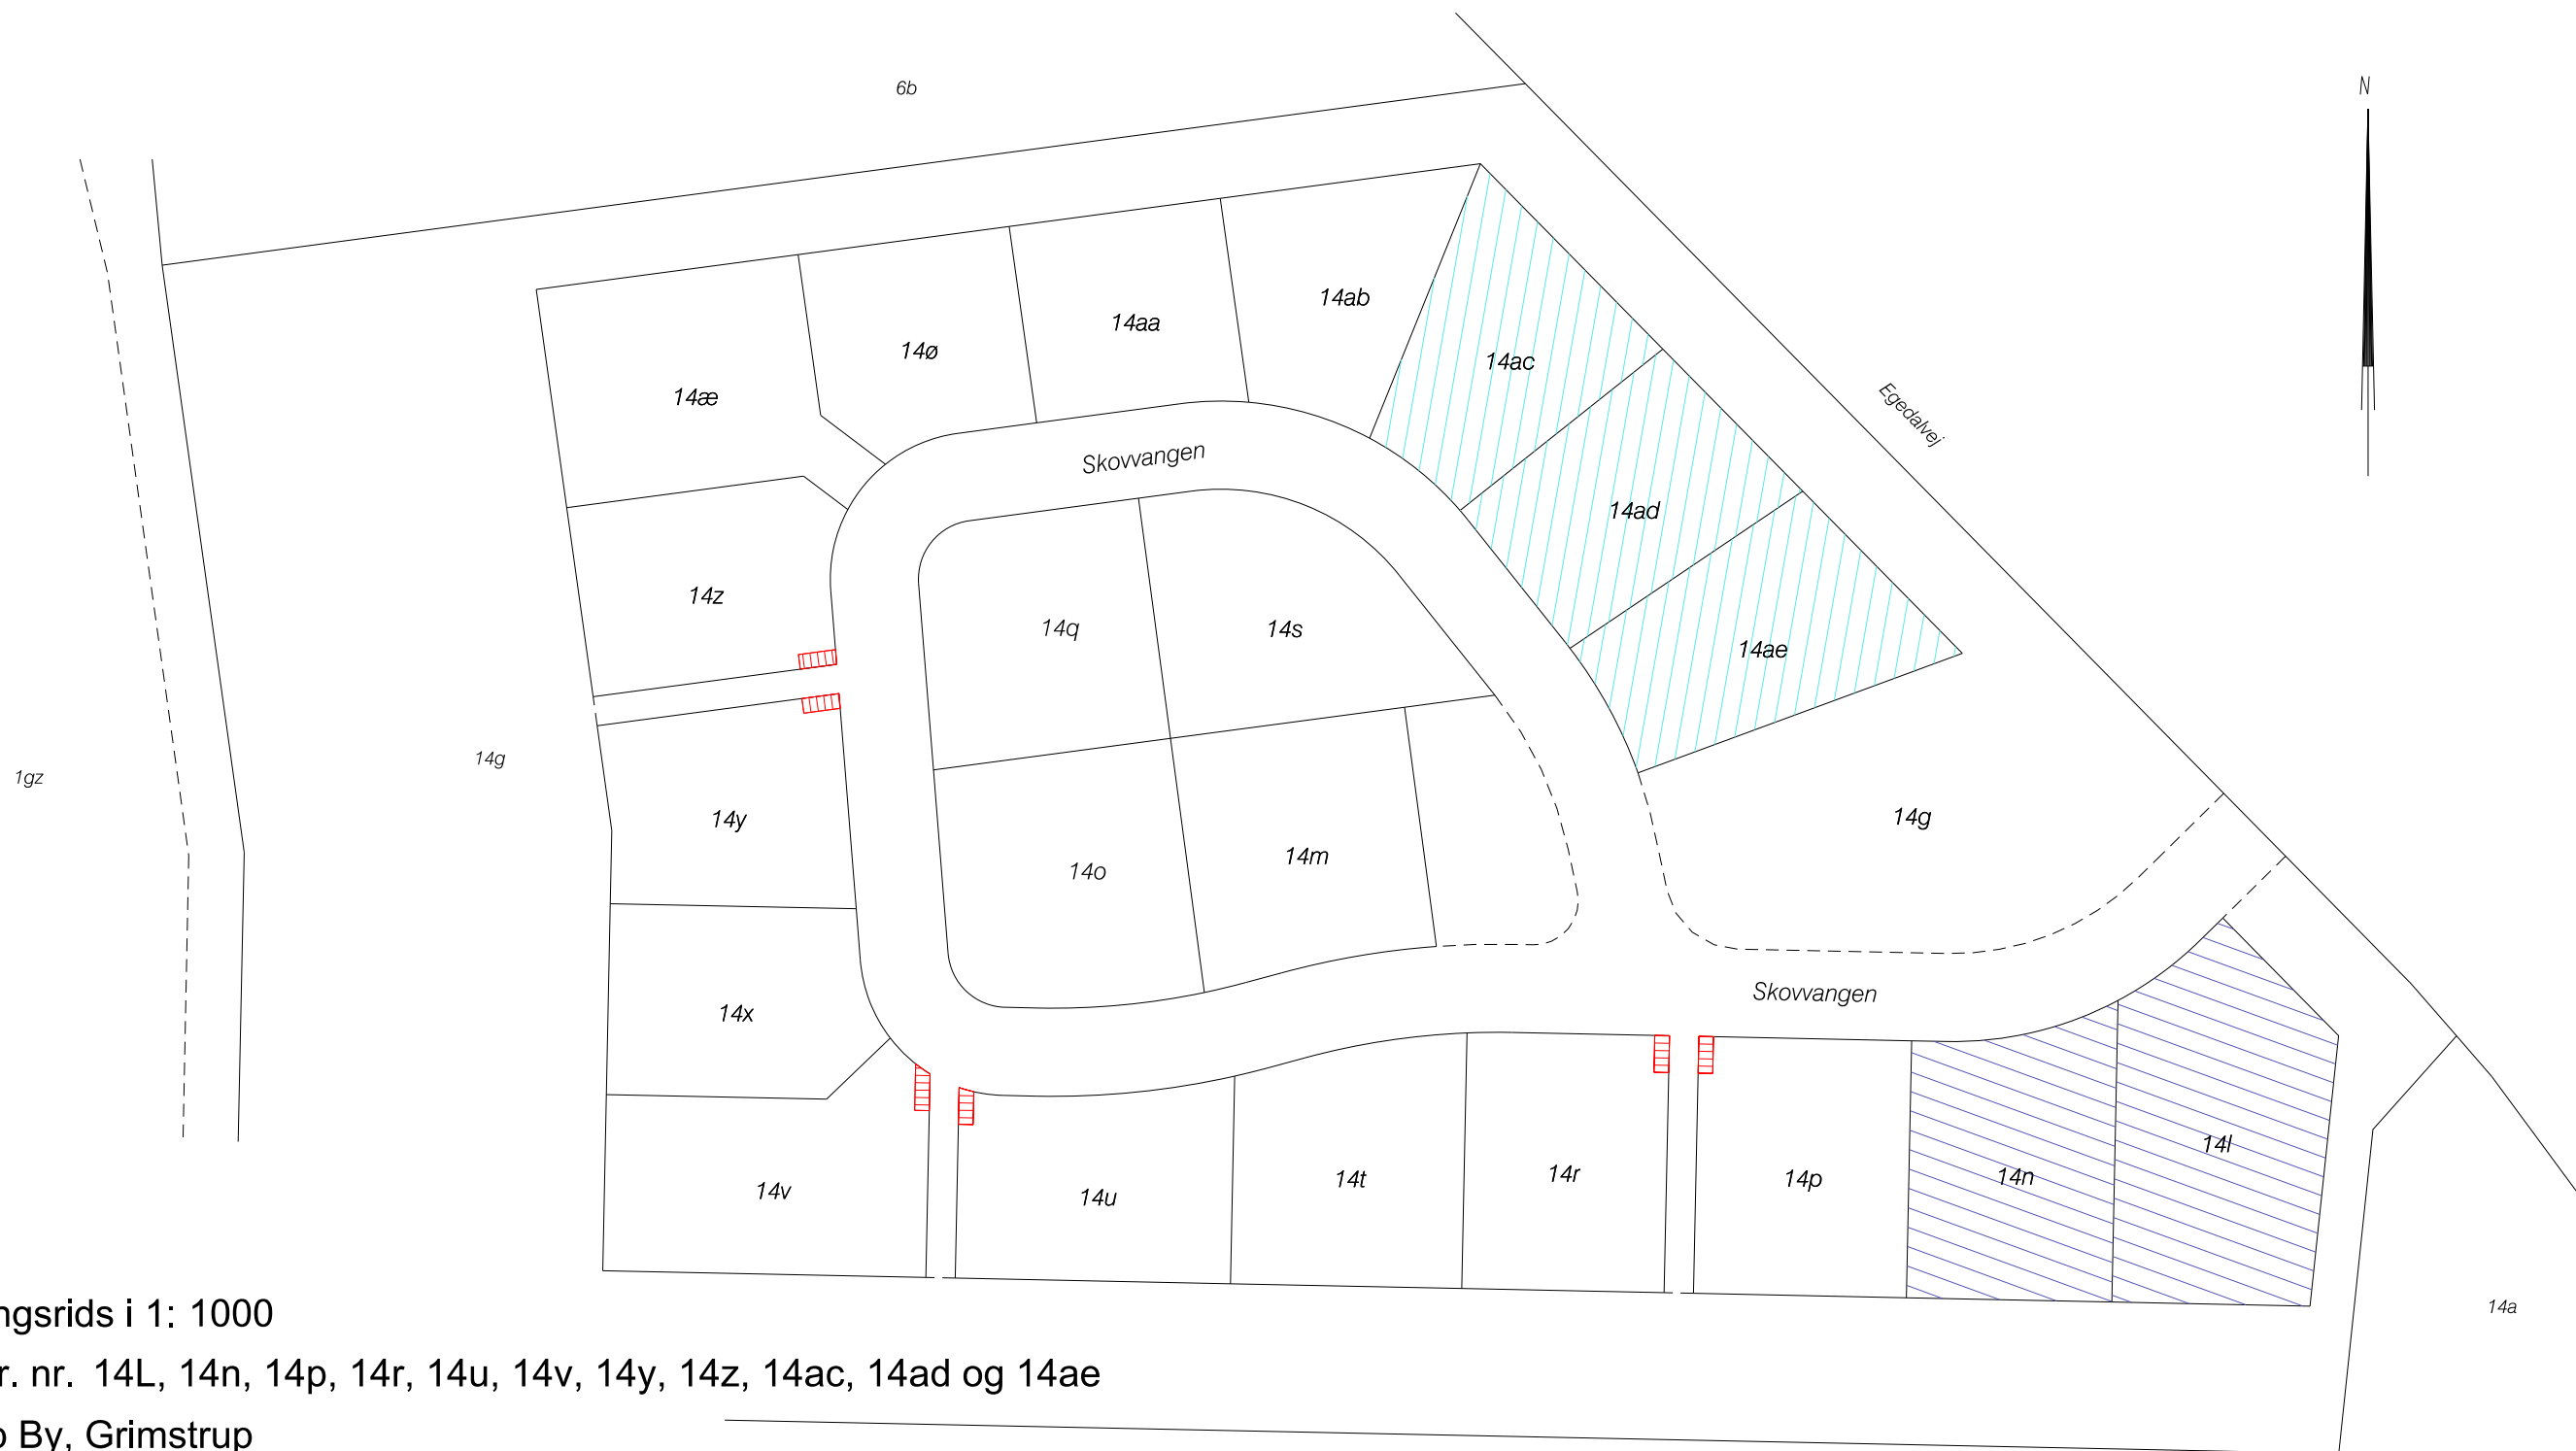 N
6b
14ab
14aa
14ø
14ac
14æ
Egedalvej
Skovvangen
14ad
14z
14q
14s
14ae
14g
1gz
14y
14g
14m
14o
Skovvangen
14x
14l
14r
14n
14t
14p
14v
14u
14a
ngsrids i 1: 1000
r. nr. 14L, 14n, 14p, 14r, 14u, 14v, 14y, 14z, 14ac, 14ad og 14ae
By, Grimstrup